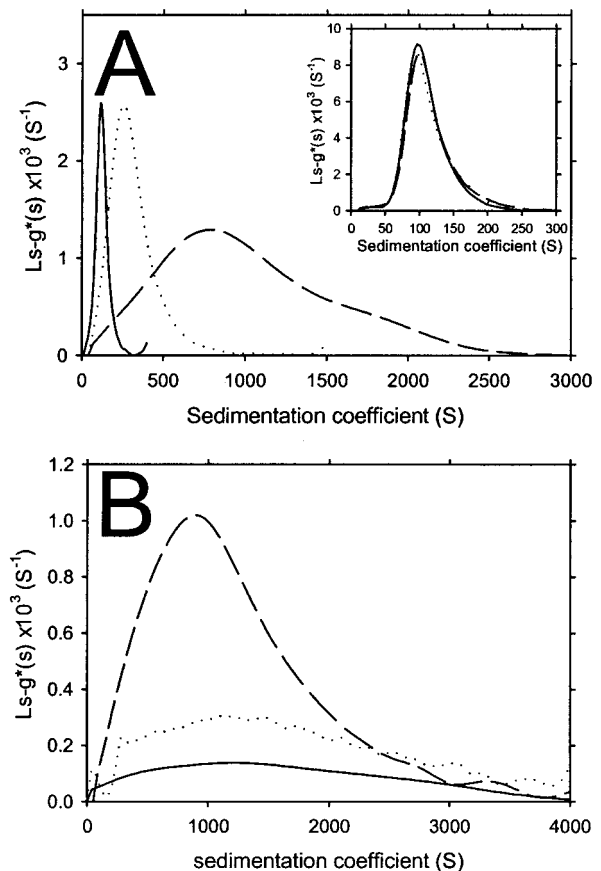 A
3
2
1
0
Ls-g*(s) x10³ (S⁻¹)
0 500 1000 1500 2000 2500 3000
Sedimentation coefficient (S)
10
8
6
4
2
0
Ls-g*(s) x10³ (S⁻¹)
0 50 100 150 200 250 300
Sedimentation coefficient (S)
B
1.2
1.0
0.8
0.6
0.4
0.2
0.0
Ls-g*(s) x10³ (S⁻¹)
0 1000 2000 3000 4000
sedimentation coefficient (S)